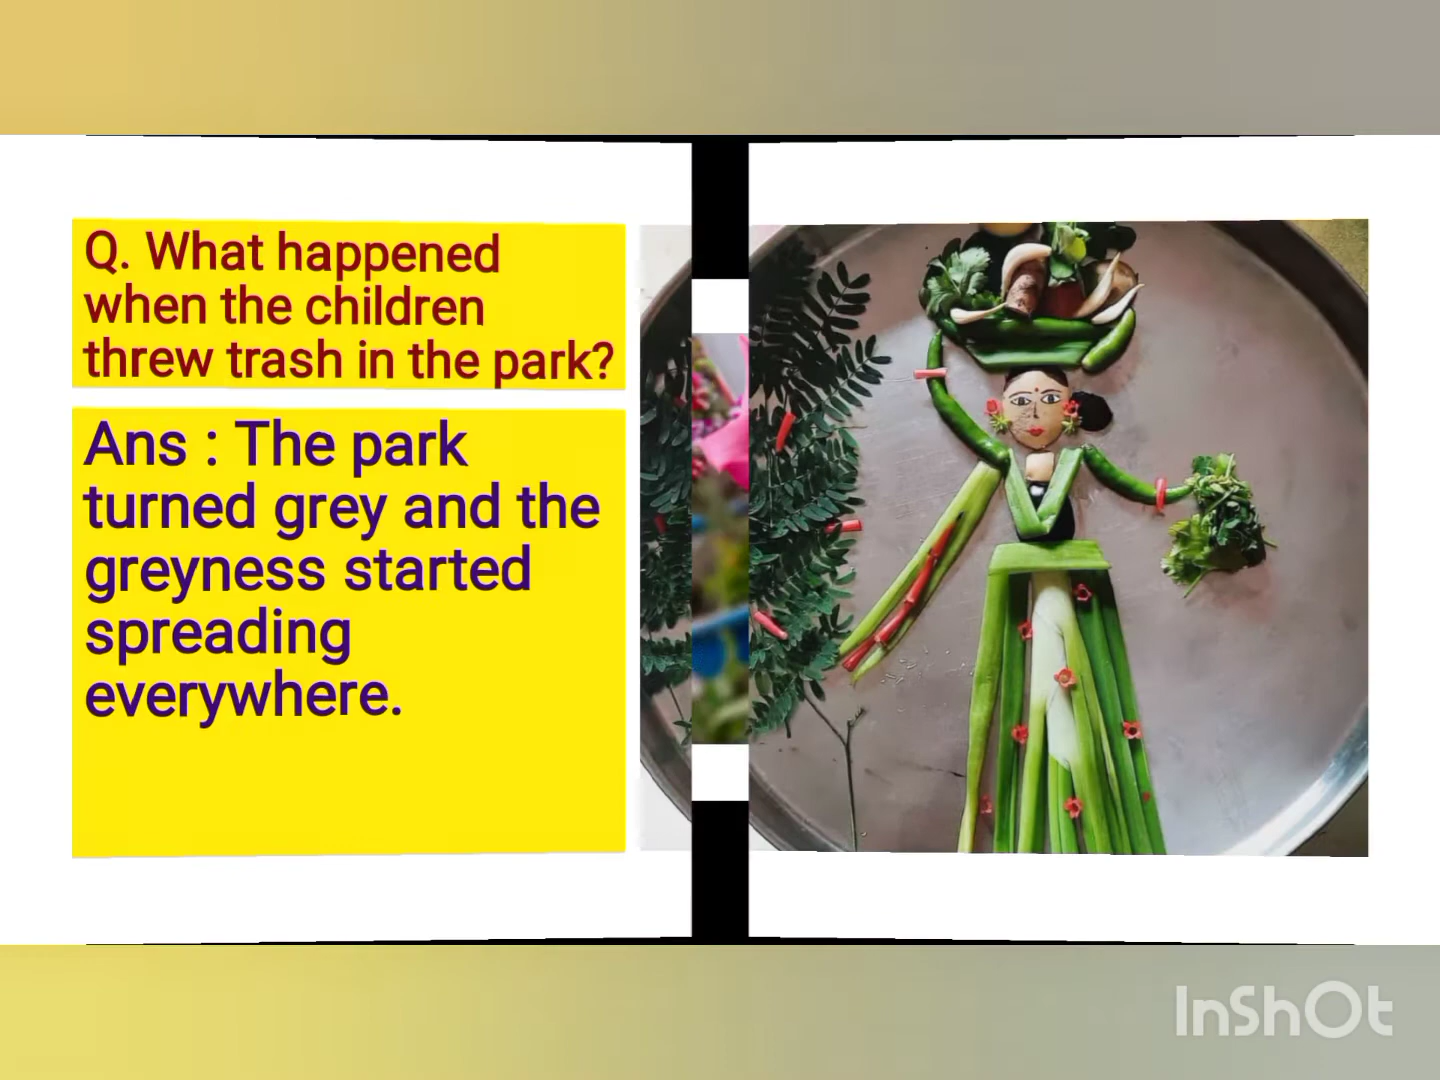 Q. What happened
when the children
threw trash in the park?
Ans : The park
turned grey and the
greyness started
spreading
everywhere.
InShOt